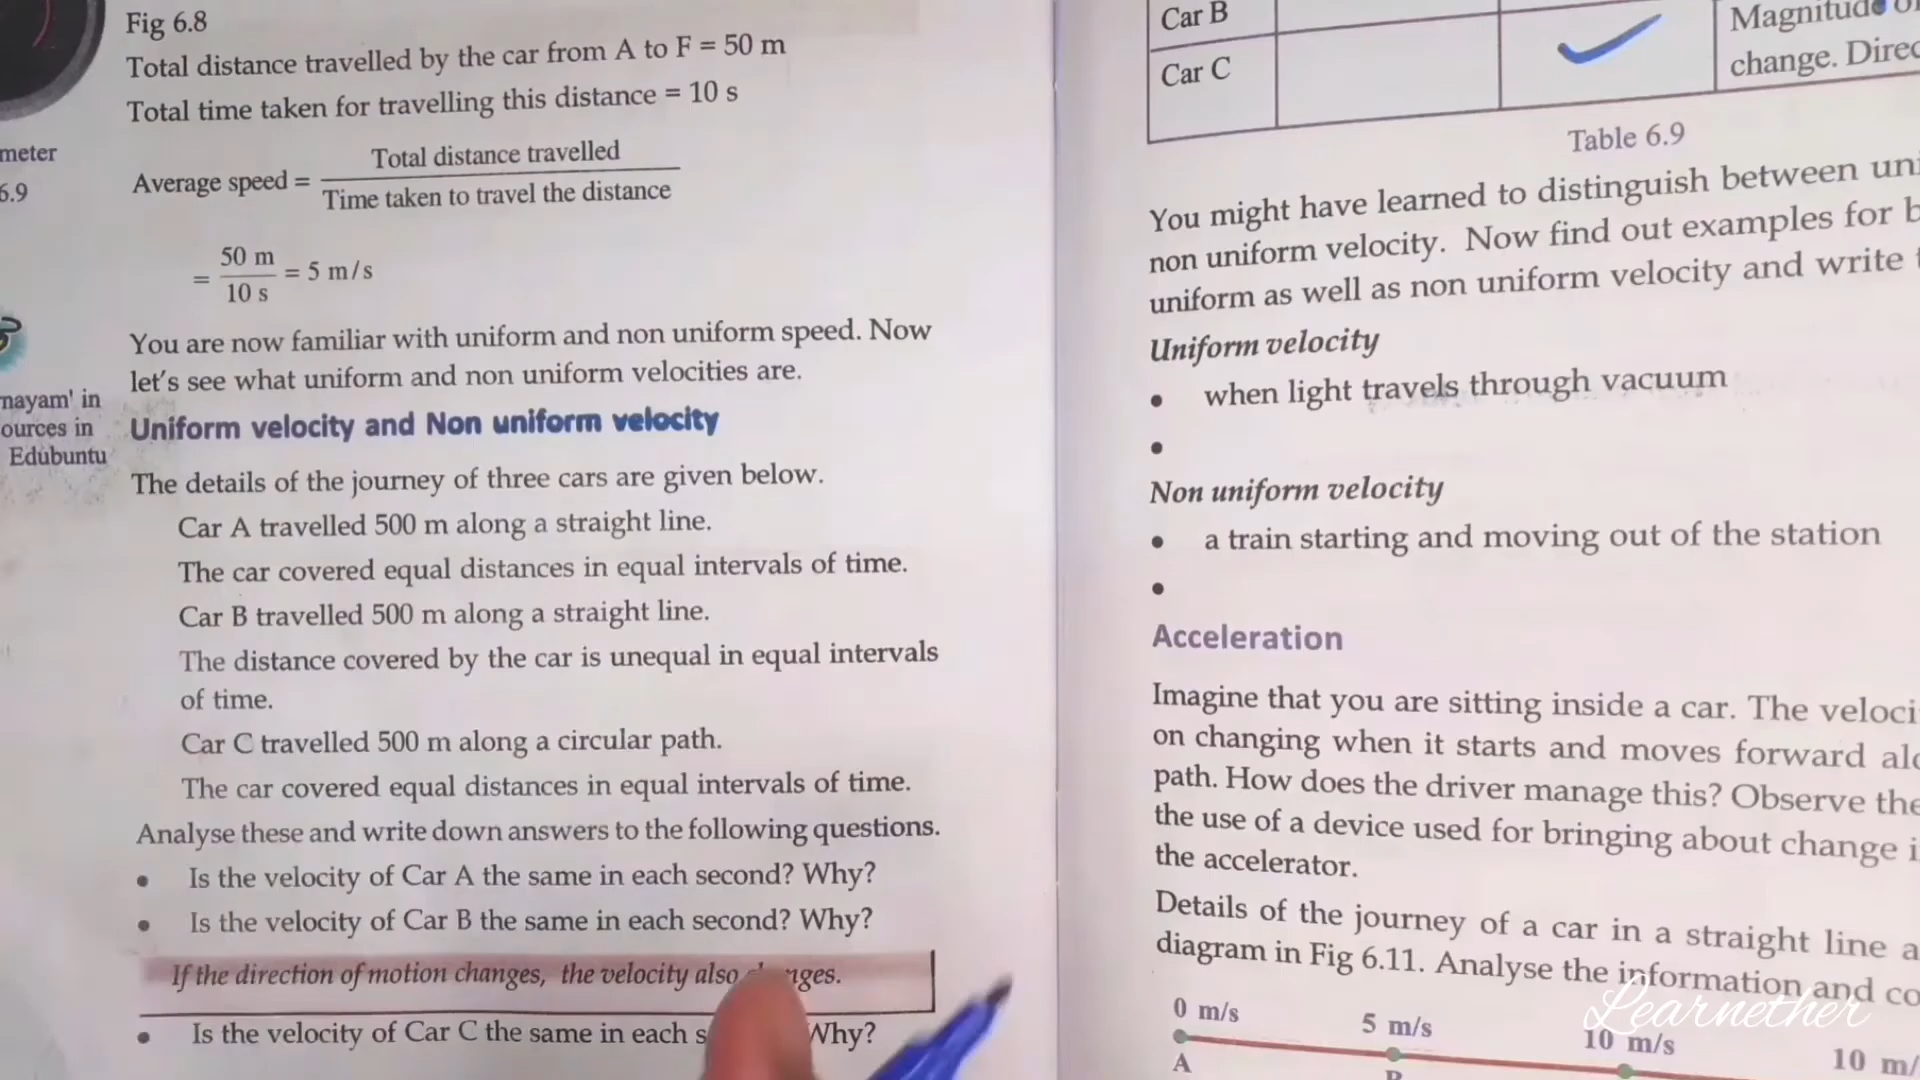 Fig 6.8
Total distance travelled by the car from A to F = 50 m
Total time taken for travelling this distance = 10 s
Average speed = Total distance travelled
Time taken to travel the distance
= 50 m
10 s
= 5 m/s
You are now familiar with uniform and non uniform speed. Now
let's see what uniform and non uniform velocities are.
Uniform velocity and Non uniform velocity
The details of the journey of three cars are given below.
Car A travelled 500 m along a straight line.
The car covered equal distances in equal intervals of time.
Car B travelled 500 m along a straight line.
The distance covered by the car is unequal in equal intervals
of time.
Car C travelled 500 m along a circular path.
The car covered equal distances in equal intervals of time.
Analyse these and write down answers to the following questions.
• Is the velocity of Car A the same in each second? Why?
• Is the velocity of Car B the same in each second? Why?
If the direction of motion changes, the velocity also
• Is the velocity of Car C the same in each Why?
meter
6.9
nayam' in
ources in
Edubuntu
Car B
Car C
Magnitude
change.
Table 6.9
You might have learned to distinguish between
non uniform velocity. Now find out examples for
uniform as well as non uniform velocity and write
Uniform velocity
• when light travels through vacuum
•
Non uniform velocity
• a train starting and moving out of the station
•
Acceleration
Imagine that you are sitting inside a car. The
on changing when it starts and moves forward
path. How does the driver manage this? Observe
the use of a device used for bringing about change
the accelerator.
Details of the journey of a car in a straight line
diagram in Fig 6.11. Analyse the information and
0 m/s
5 m/s
10 m/s
10 m/
A
Learnether